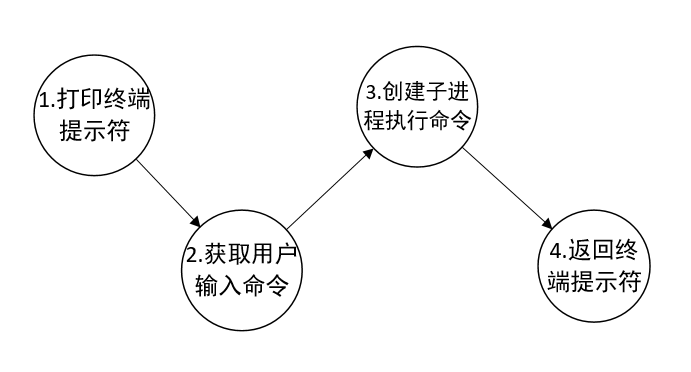 1.打印终端
提示符
2.获取用户
输入命令
3.创建子进
程执行命令
4.返回终
端提示符